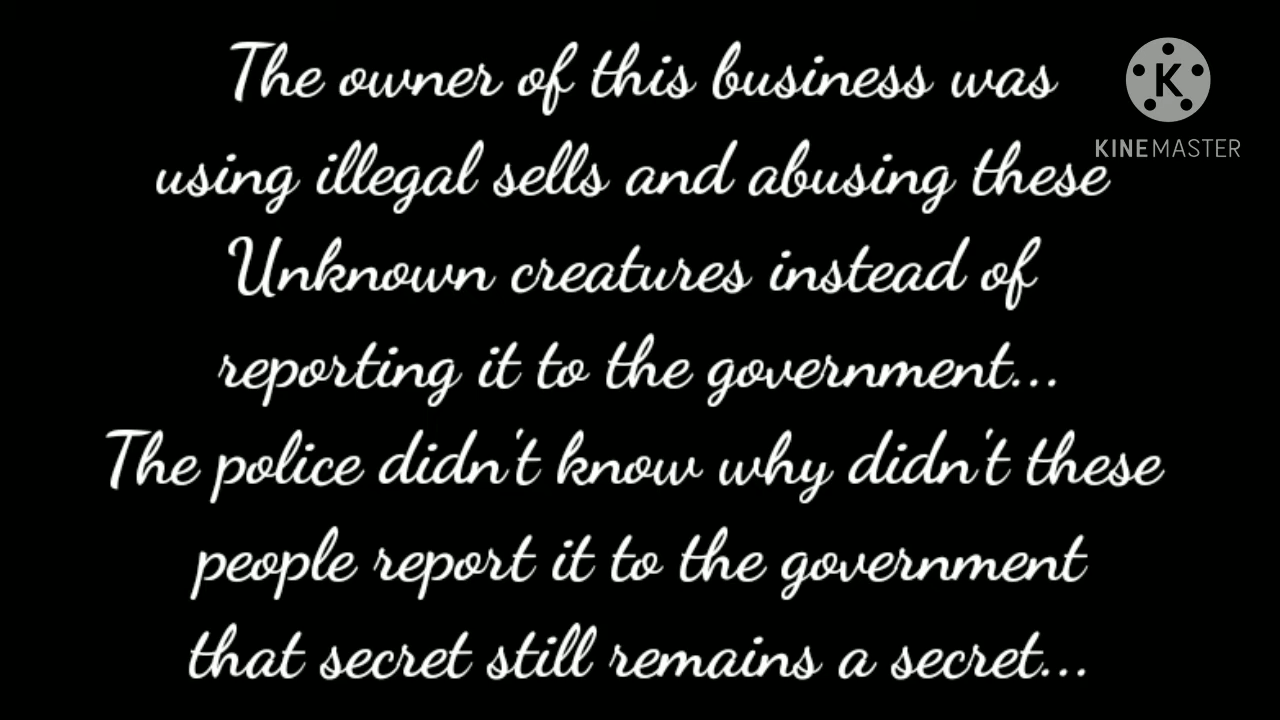 The owner of this business was
using illegal sells and abusing these
Unknown creatures instead of
reporting it to the government...
The police didn't know why didn't these
people report it to the government
that secret still remains a secret...
K
KINEMASTER